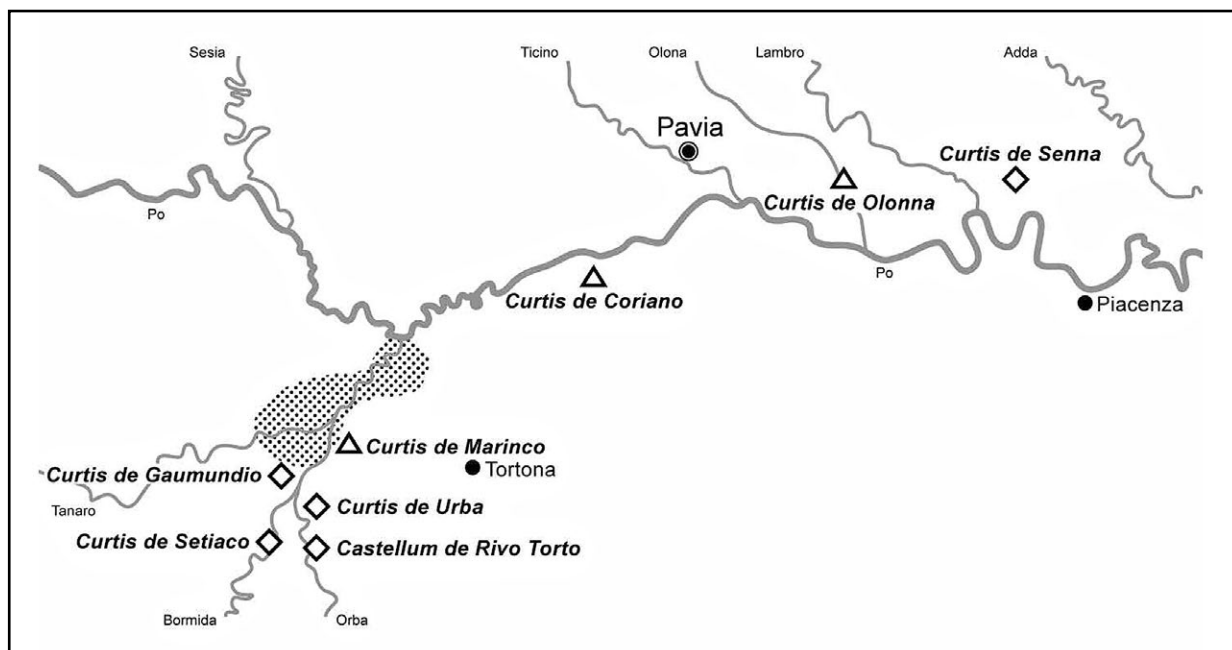 Sesia
Ticino
Olona
Lambro
Adda
Pavia
Curtis de Senna
Po
Curtis de Olonna
Po
Curtis de Coriano
Piacenza
Curtis de Marinco
Curtis de Gaumundio
Tortona
Tanaro
Curtis de Urba
Curtis de Setiaco
Castellum de Rivo Torto
Bormida
Orba